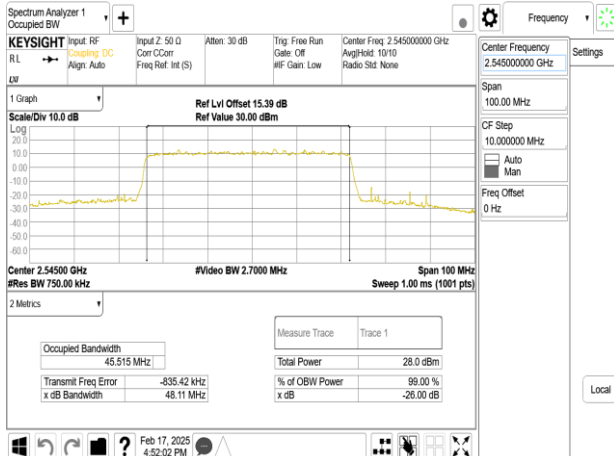 Spectrum Analyzer 1
Occupied BW
+
Frequency
KEYSIGHT
RL
LXI
Input: RF
Coupling: DC
Align: Auto
Input Z: 50 Ω
Corr CCorr
Freq Ref: Int (S)
Atten: 30 dB
Trig: Free Run
Gate: Off
#IF Gain: Low
Center Freq: 2.545000000 GHz
Avg|Hold: 10/10
Radio Std: None
Center Frequency
2.545000000 GHz
Settings
Span
100.00 MHz
CF Step
10.000000 MHz
Auto
Man
Freq Offset
0 Hz
Local
1 Graph
Scale/Div 10.0 dB
Ref Lvl Offset 15.39 dB
Ref Value 30.00 dBm
Log
20.0
10.0
0.00
-10.0
-20.0
-30.0
-40.0
-50.0
-60.0
Center 2.54500 GHz
#Video BW 2.7000 MHz
Span 100 MHz
#Res BW 750.00 kHz
Sweep 1.00 ms (1001 pts)
2 Metrics
Measure Trace
Trace 1
Occupied Bandwidth
45.515 MHz
Total Power
28.0 dBm
Transmit Freq Error
-835.42 kHz
% of OBW Power
99.00 %
x dB Bandwidth
48.11 MHz
x dB
-26.00 dB
?
Feb 17, 2025
4:52:02 PM